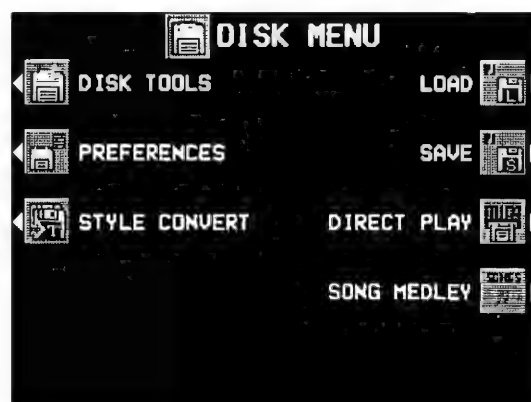 DISK MENU
DISK TOOLS
LOAD
PREFERENCES
SAVE
STYLE CONVERT
DIRECT PLAY
SONG MEDLEY